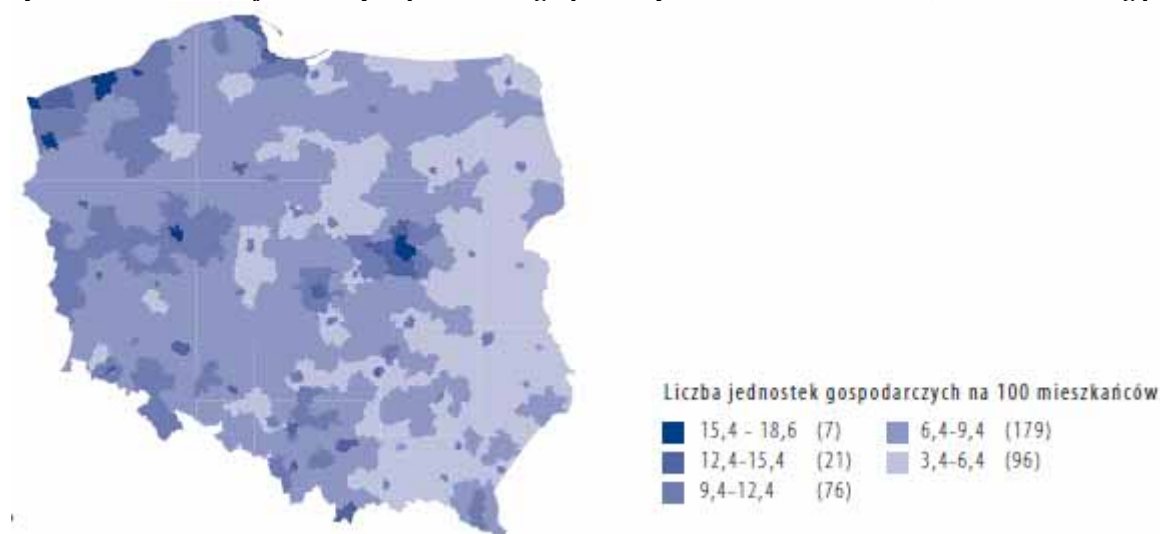 Liczba jednostek gospodarczych na 100 mieszkańców
15,4 - 18,6 (7)
12,4-15,4 (21)
9,4-12,4 (76)
6,4-9,4 (179)
3,4-6,4 (96)